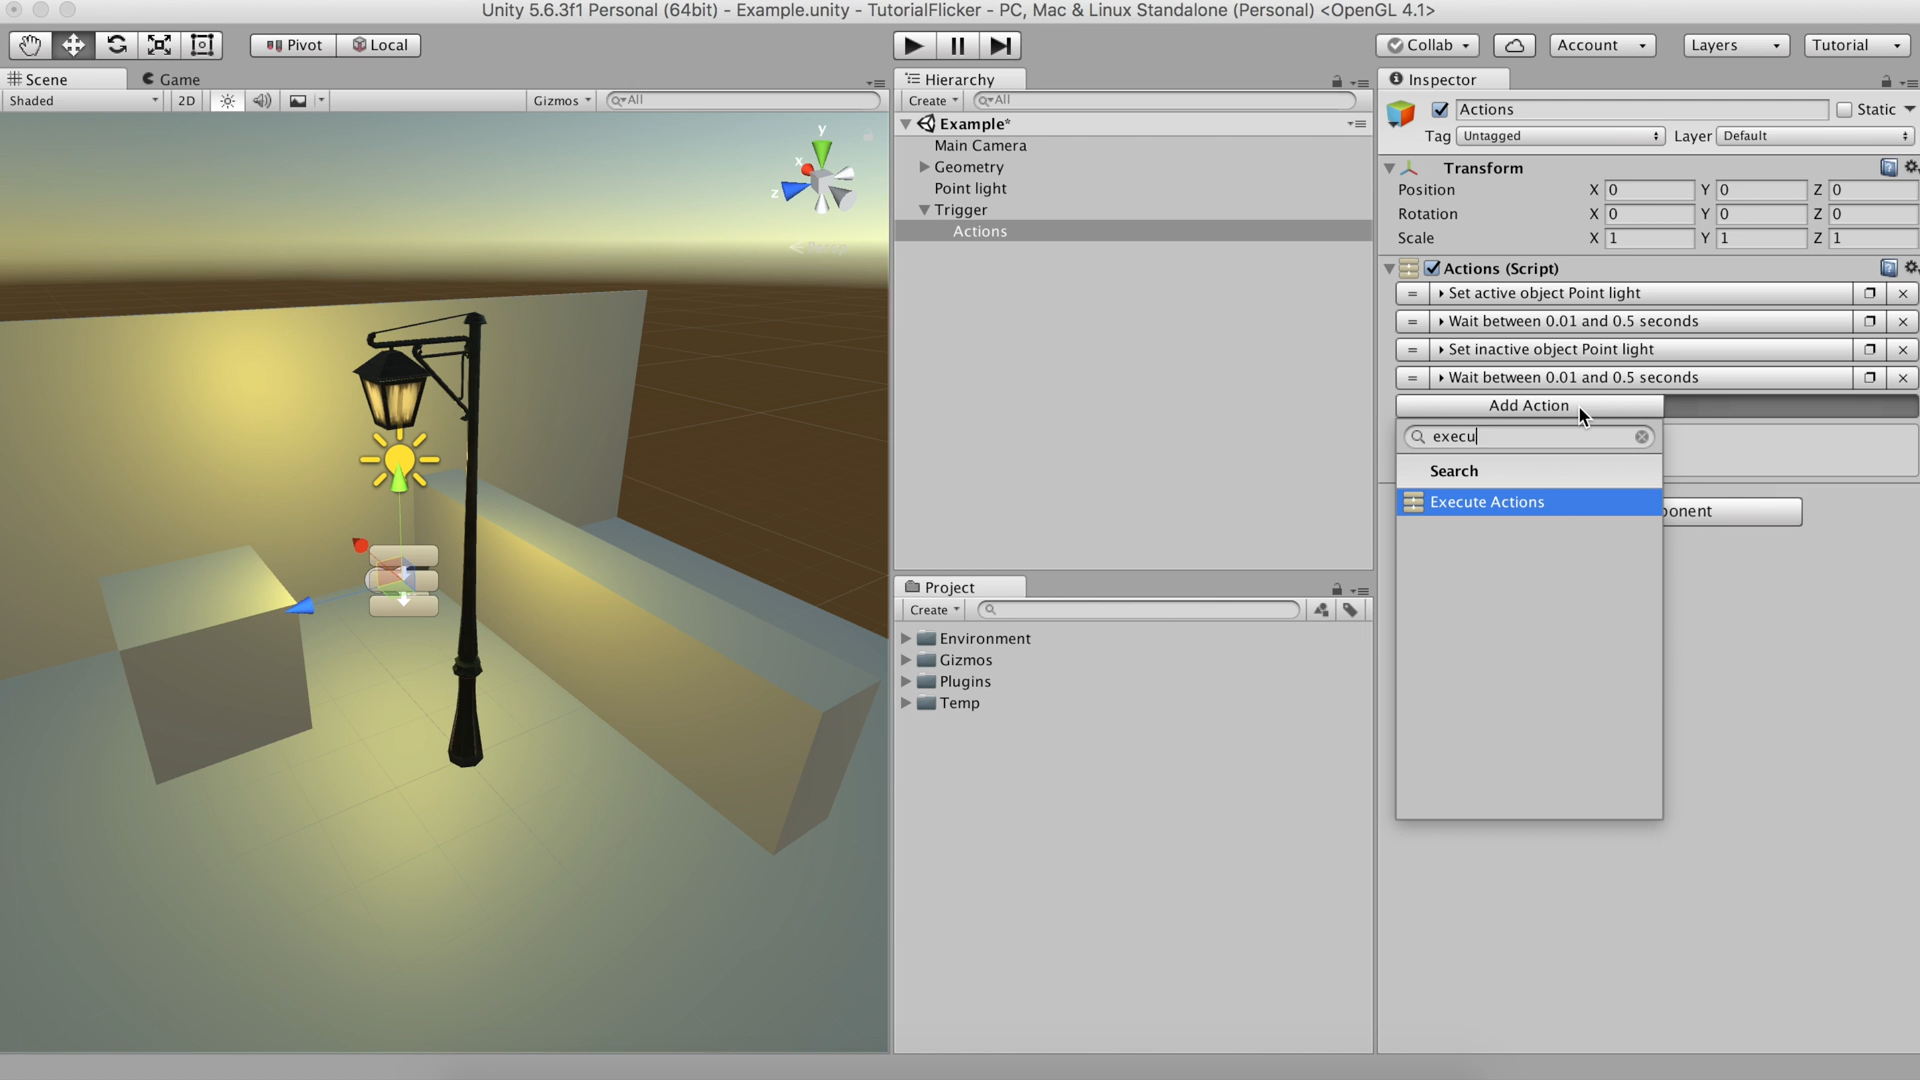 Unity 5.6.3f1 Personal (64bit) - Example.unity - TutorialFlicker - PC, Mac & Linux Standalone (Personal) <OpenGL 4.1>
Pivot Local Collab Account Layers Tutorial
Scene Game
Shaded 2D Gizmos All
y
x
z
Persp
Hierarchy
Create All
Example*
Main Camera
Geometry
Point light
Trigger
Actions
Project
Create
Environment
Gizmos
Plugins
Temp
Inspector
Actions Static
Tag Untagged Layer Default
Transform
Position X 0 Y 0 Z 0
Rotation X 0 Y 0 Z 0
Scale X 1 Y 1 Z 1
Actions (Script)
= Set active object Point light
= Wait between 0.01 and 0.5 seconds
= Set inactive object Point light
= Wait between 0.01 and 0.5 seconds
Add Action
execu
Search
Execute Actions
ponent